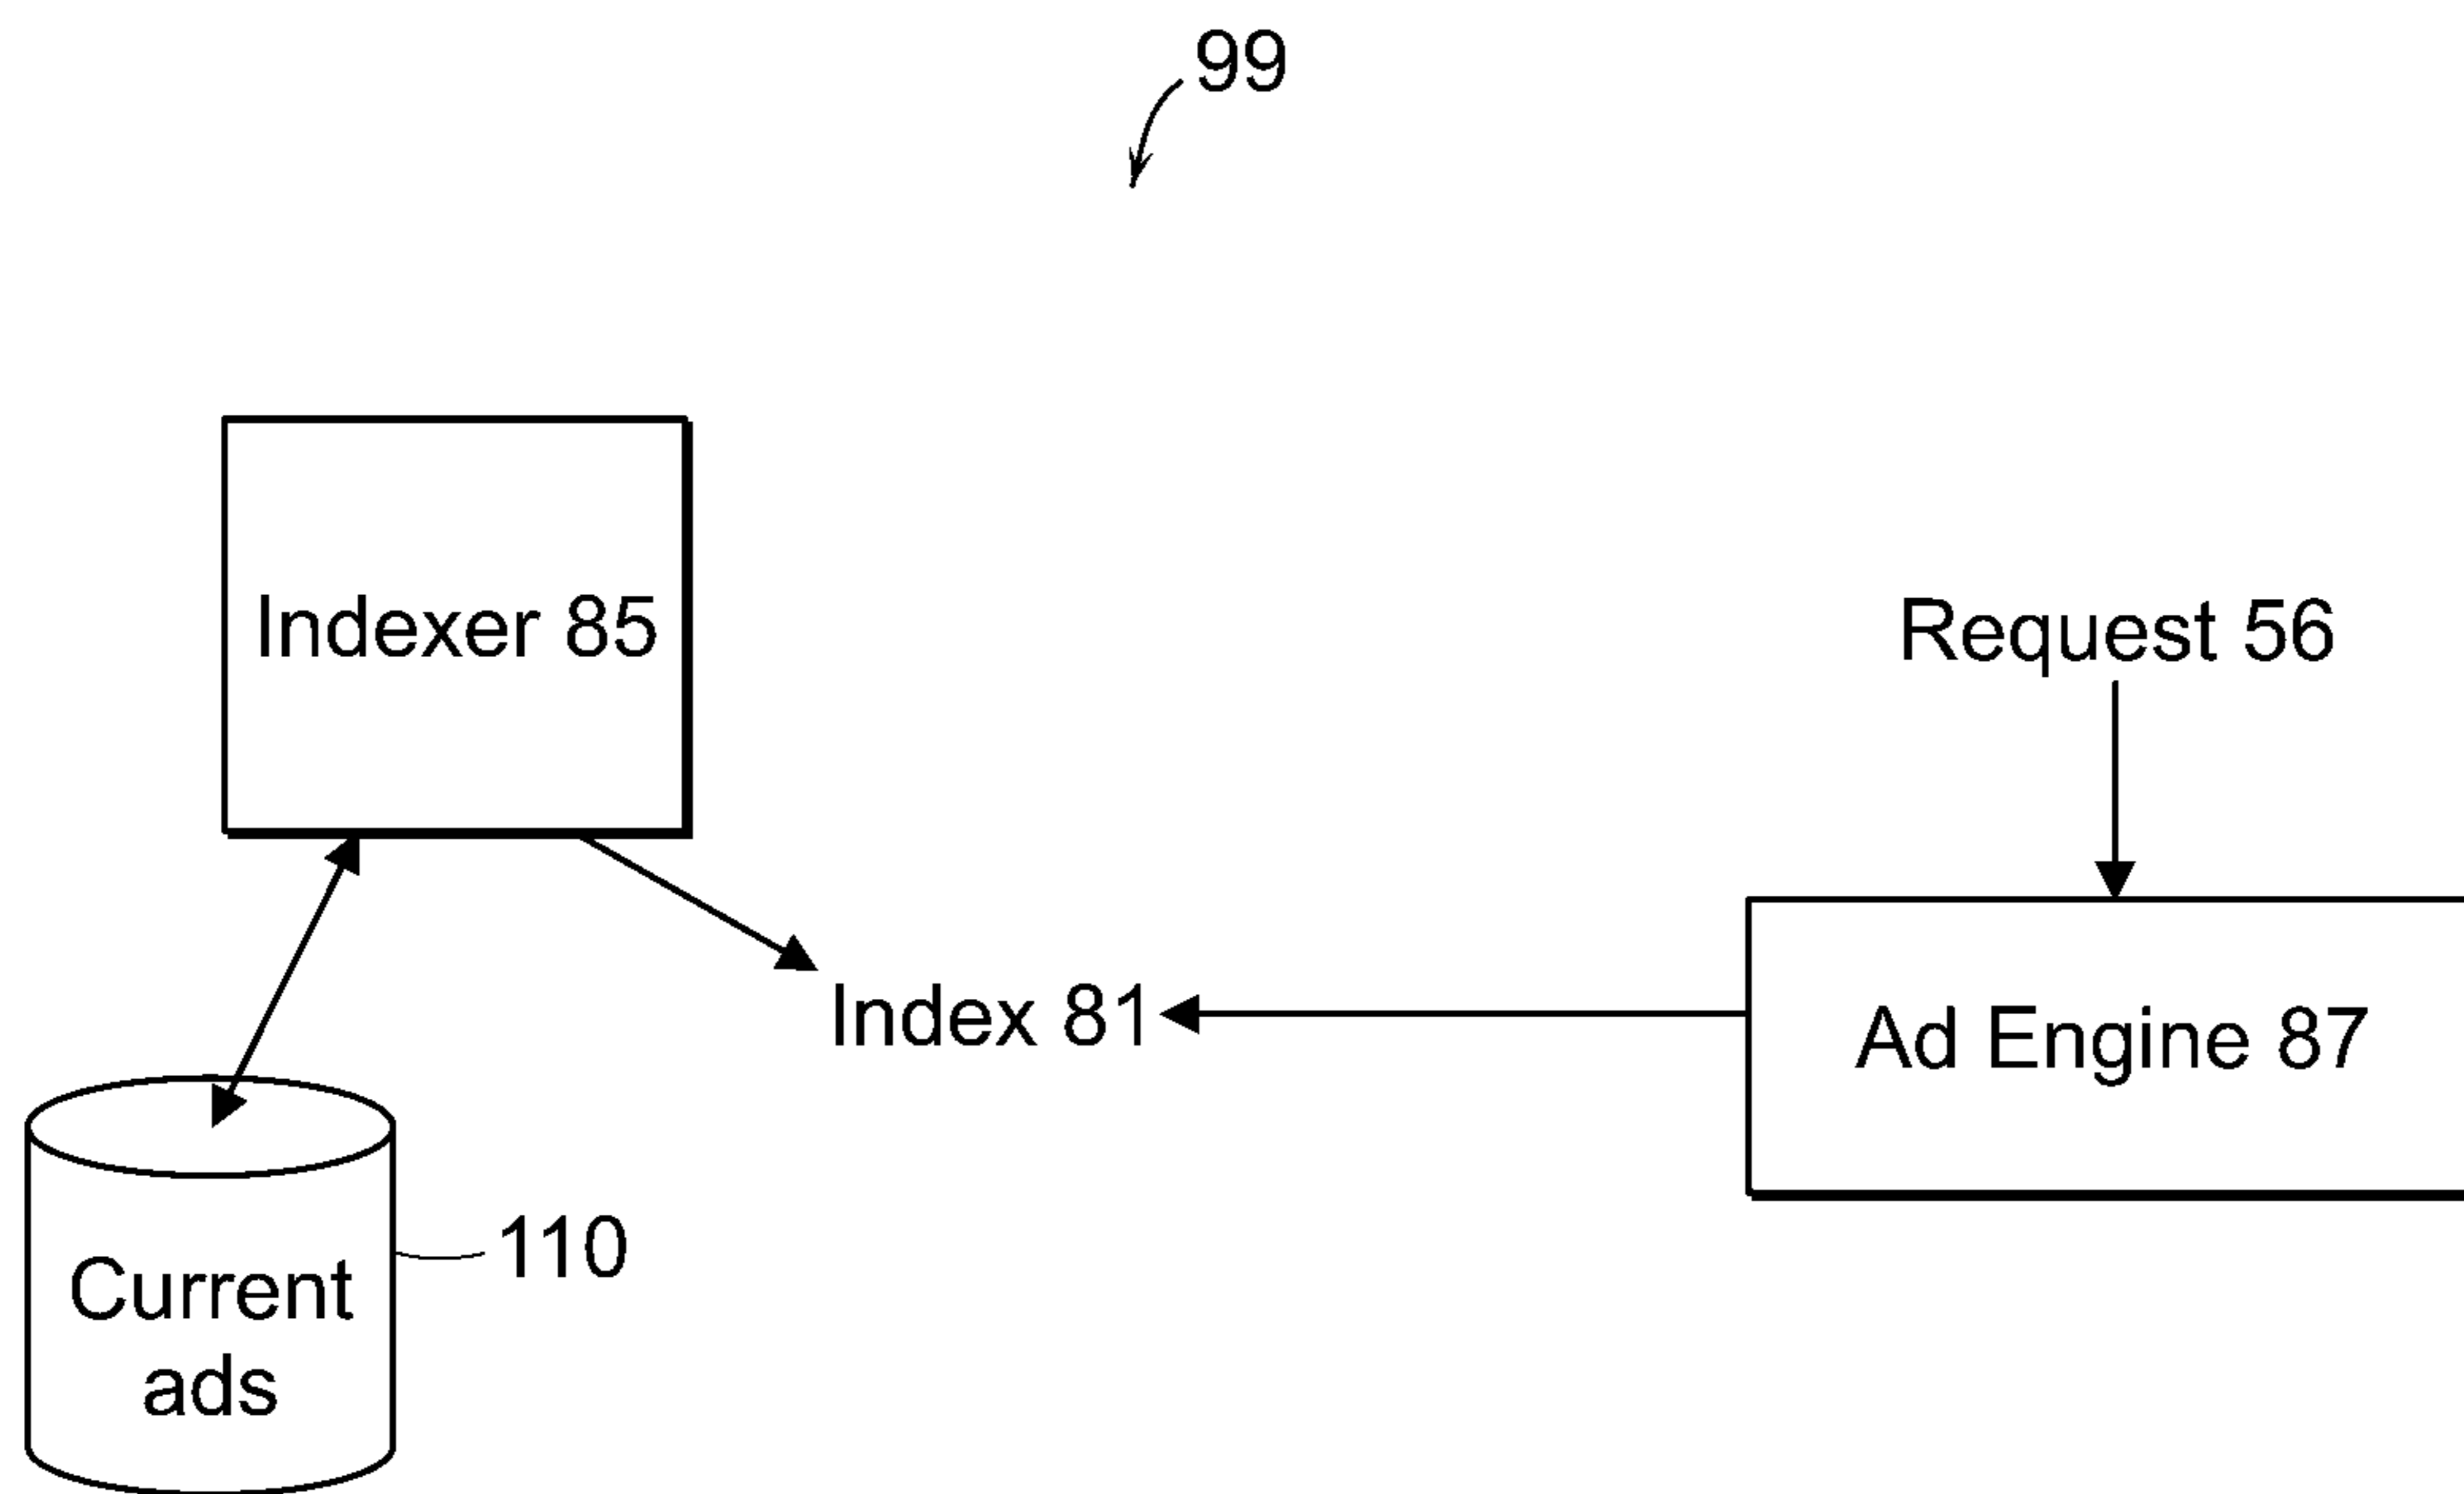 99
Indexer 85
Request 56
Index 81
Ad Engine 87
110
Current
ads